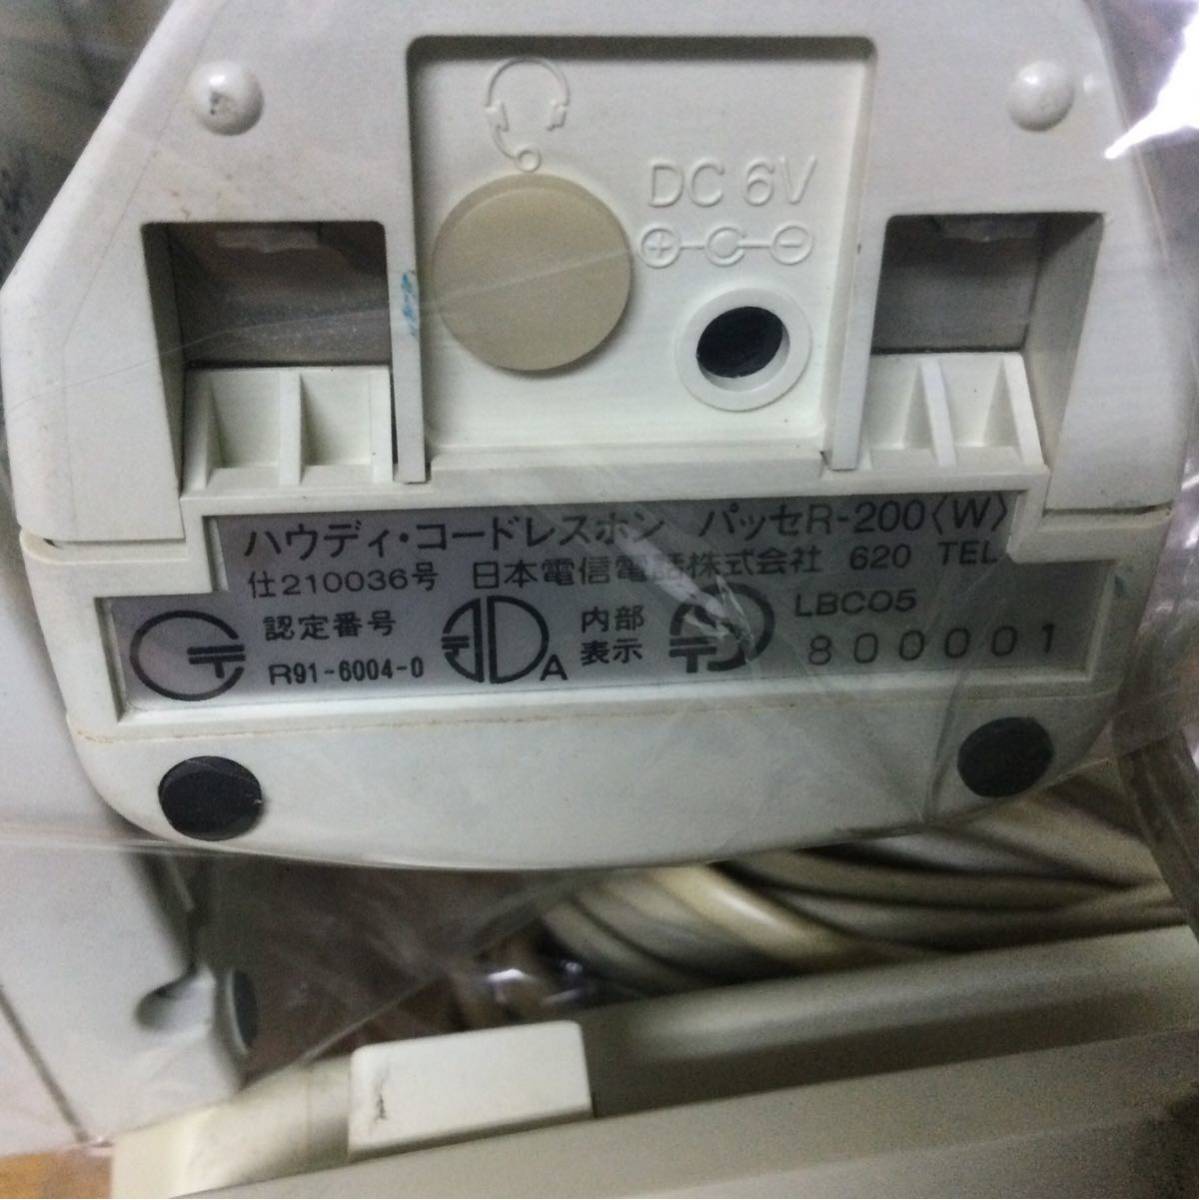 DC 6V
ハウディ・コードレスホン パッセR-200〈W〉
仕210036号 日本電信電話株式会社 620 TEL
認定番号 内部 LBC05
R91-6004-0 A 表示 800001